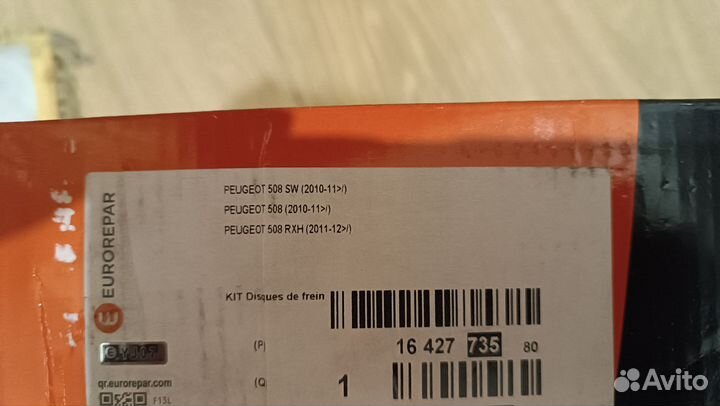 PEUGEOT 508 SW (2010-11>/)
PEUGEOT 508 (2010-11>/)
PEUGEOT 508 RXH (2011-12>/)
EUROREPAR
KIT Disques de frein
(P) 16 427 735 80
qr.eurorepar.com
(Q 1
F13L
Avito